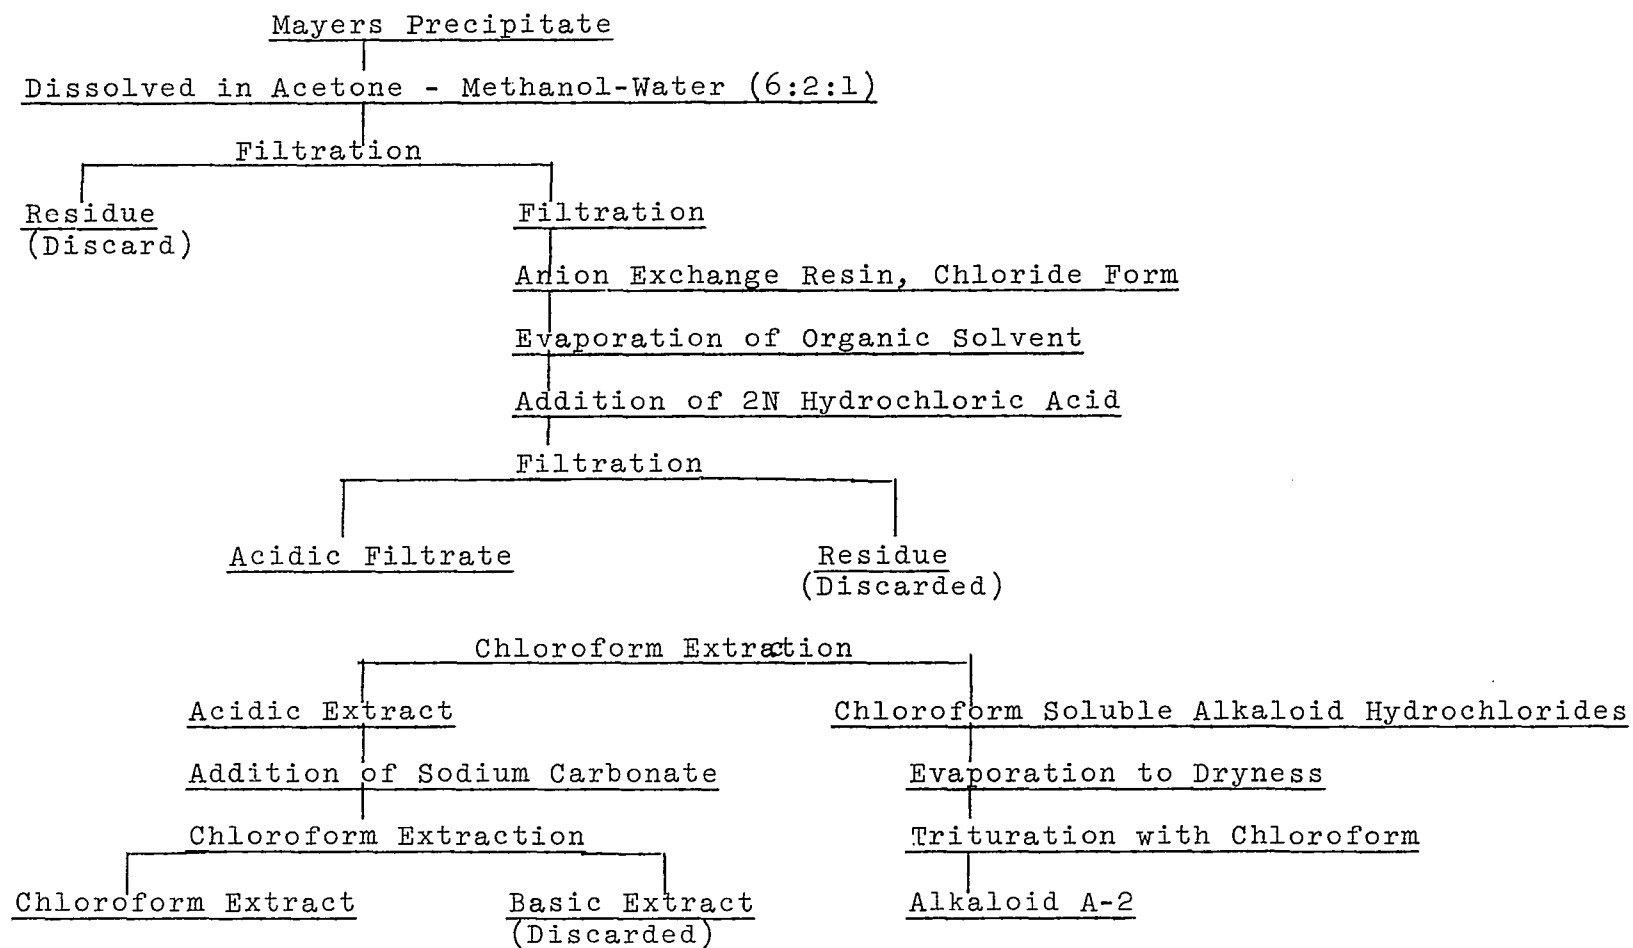 Mayers Precipitate
Dissolved in Acetone - Methanol-Water (6:2:1)
Filtration
Residue
(Discard)
Filtration
Anion Exchange Resin, Chloride Form
Evaporation of Organic Solvent
Addition of 2N Hydrochloric Acid
Filtration
Acidic Filtrate
Residue
(Discarded)
Chloroform Extraction
Acidic Extract
Chloroform Soluble Alkaloid Hydrochlorides
Addition of Sodium Carbonate
Evaporation to Dryness
Chloroform Extraction
Trituration with Chloroform
Chloroform Extract
Basic Extract
(Discarded)
Alkaloid A-2